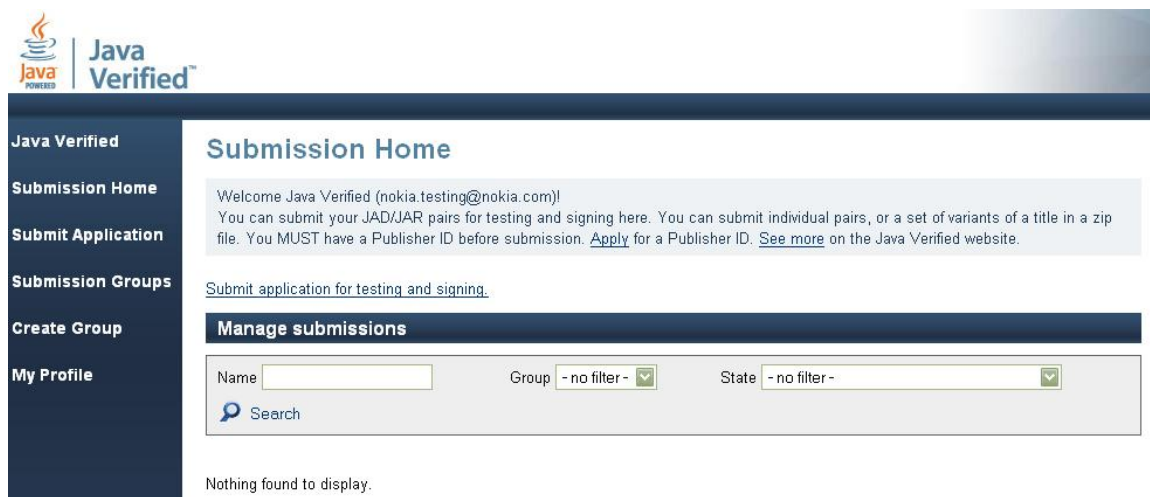 Java
POWERED
Java
Verified™
Java Verified
Submission Home
Submit Application
Submission Groups
Create Group
My Profile
Submission Home
Welcome Java Verified (nokia.testing@nokia.com)!
You can submit your JAD/JAR pairs for testing and signing here. You can submit individual pairs, or a set of variants of a title in a zip
file. You MUST have a Publisher ID before submission. Apply for a Publisher ID. See more on the Java Verified website.
Submit application for testing and signing.
Manage submissions
Name Group - no filter - State - no filter -
Search
Nothing found to display.